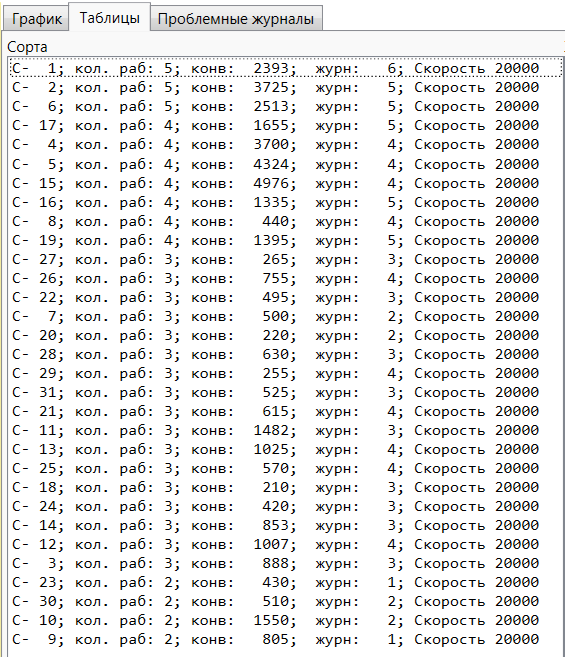 График Таблицы Проблемные журналы
Сорта
С-  1; кол. раб: 5; конв:  2393;  журн:   6; Скорость 20000
С-  2; кол. раб: 5; конв:  3725;  журн:   5; Скорость 20000
С-  6; кол. раб: 5; конв:  2513;  журн:   5; Скорость 20000
С- 17; кол. раб: 4; конв:  1655;  журн:   5; Скорость 20000
С-  4; кол. раб: 4; конв:  3700;  журн:   4; Скорость 20000
С-  5; кол. раб: 4; конв:  4324;  журн:   4; Скорость 20000
С- 15; кол. раб: 4; конв:  4976;  журн:   4; Скорость 20000
С- 16; кол. раб: 4; конв:  1335;  журн:   5; Скорость 20000
С-  8; кол. раб: 4; конв:   440;  журн:   4; Скорость 20000
С- 19; кол. раб: 4; конв:  1395;  журн:   5; Скорость 20000
С- 27; кол. раб: 3; конв:   265;  журн:   3; Скорость 20000
С- 26; кол. раб: 3; конв:   755;  журн:   4; Скорость 20000
С- 22; кол. раб: 3; конв:   495;  журн:   3; Скорость 20000
С-  7; кол. раб: 3; конв:   500;  журн:   2; Скорость 20000
С- 20; кол. раб: 3; конв:   220;  журн:   2; Скорость 20000
С- 28; кол. раб: 3; конв:   630;  журн:   3; Скорость 20000
С- 29; кол. раб: 3; конв:   255;  журн:   4; Скорость 20000
С- 31; кол. раб: 3; конв:   525;  журн:   3; Скорость 20000
С- 21; кол. раб: 3; конв:   615;  журн:   4; Скорость 20000
С- 11; кол. раб: 3; конв:  1482;  журн:   3; Скорость 20000
С- 13; кол. раб: 3; конв:  1025;  журн:   4; Скорость 20000
С- 25; кол. раб: 3; конв:   570;  журн:   4; Скорость 20000
С- 18; кол. раб: 3; конв:   210;  журн:   3; Скорость 20000
С- 24; кол. раб: 3; конв:   420;  журн:   3; Скорость 20000
С- 14; кол. раб: 3; конв:   853;  журн:   3; Скорость 20000
С- 12; кол. раб: 3; конв:  1007;  журн:   4; Скорость 20000
С-  3; кол. раб: 3; конв:   888;  журн:   3; Скорость 20000
С- 23; кол. раб: 2; конв:   430;  журн:   1; Скорость 20000
С- 30; кол. раб: 2; конв:   510;  журн:   2; Скорость 20000
С- 10; кол. раб: 2; конв:  1550;  журн:   2; Скорость 20000
С-  9; кол. раб: 2; конв:   805;  журн:   1; Скорость 20000